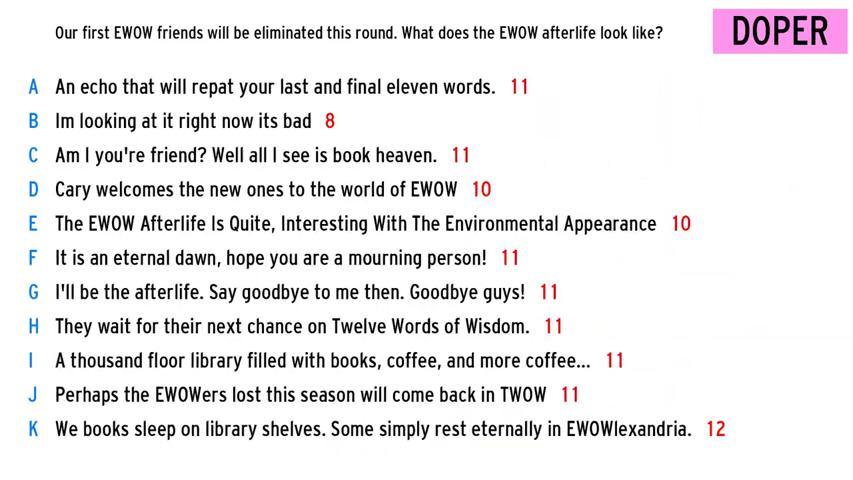 Our first EWOW friends will be eliminated this round. What does the EWOW afterlife look like?
DOPER
A An echo that will repat your last and final eleven words. 11
B Im looking at it right now its bad 8
C Am I you're friend? Well all I see is book heaven. 11
D Cary welcomes the new ones to the world of EWOW 10
E The EWOW Afterlife Is Quite, Interesting With The Environmental Appearance 10
F It is an eternal dawn, hope you are a mourning person! 11
G I'll be the afterlife. Say goodbye to me then. Goodbye guys! 11
H They wait for their next chance on Twelve Words of Wisdom. 11
I A thousand floor library filled with books, coffee, and more coffee... 11
J Perhaps the EWOWers lost this season will come back in TWOW 11
K We books sleep on library shelves. Some simply rest eternally in EWOWlexandria. 12